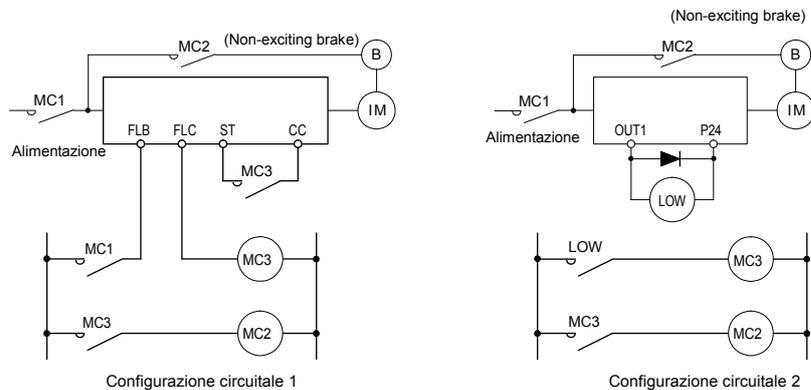 (Non-exciting brake)
MC2
B
MC1
IM
Alimentazione
FLB FLC ST CC
MC3
MC1
MC3
MC3
MC2
Configurazione circuitale 1
(Non-exciting brake)
MC2
B
MC1
IM
Alimentazione
OUT1 P24
LOW
LOW
MC3
MC3
MC2
Configurazione circuitale 2